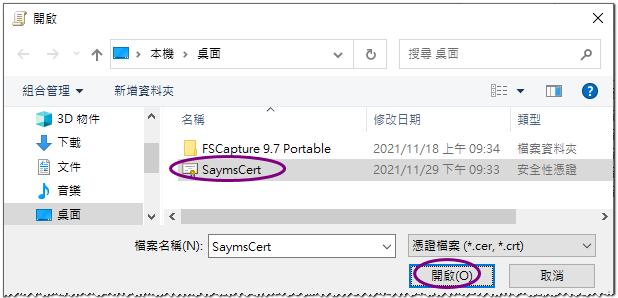 開啟
本機 桌面
搜尋 桌面
組合管理 新增資料夾
名稱 修改日期 類型
3D 物件
下載
文件
音樂
桌面
FSCapture 9.7 Portable 2021/11/18 上午 09:34 檔案資料夾
SaymsCert 2021/11/29 下午 09:33 安全性憑證
檔案名稱(N): SaymsCert 憑證檔案 (*.cer, *.crt)
開啟(O) 取消